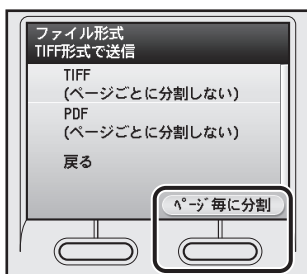 ファイル形式
TIFF形式で送信
TIFF
(ページごとに分割しない)
PDF
(ページごとに分割しない)
戻る
ﾍﾟｰｼﾞ毎に分割